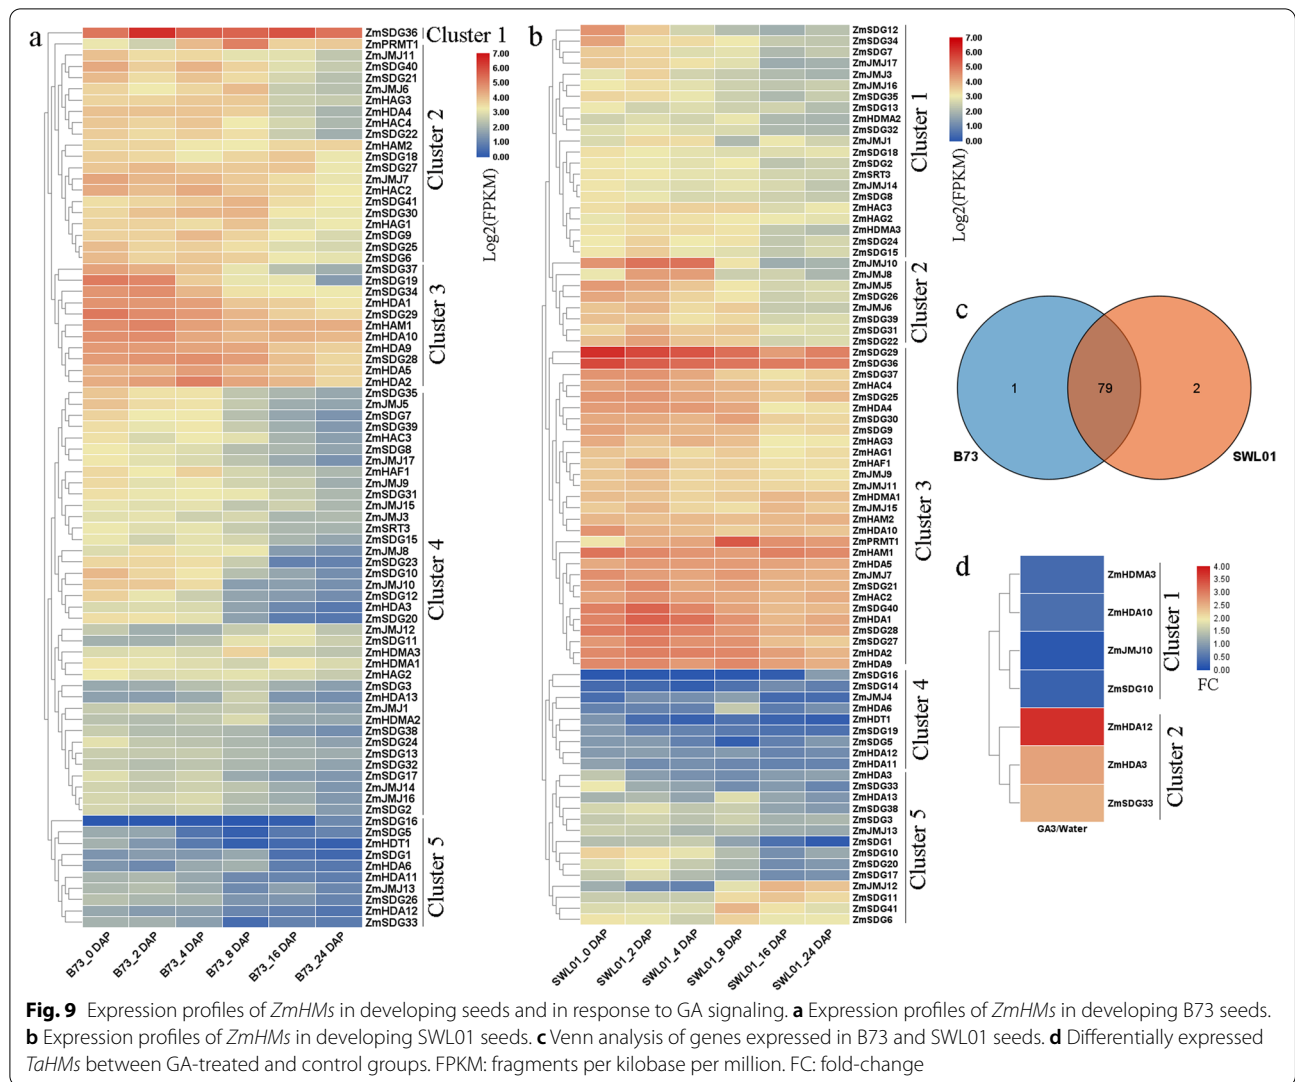 a
ZmSDG36
ZmPRMT1
ZmJMJ11
ZmSDG40
ZmSDG21
ZmJMJ6
ZmHAG3
ZmHDA4
ZmHAC4
ZmSDG22
ZmHAM2
ZmSDG18
ZmSDG27
ZmJMJ7
ZmHAC2
ZmSDG41
ZmSDG30
ZmHAG1
ZmSDG9
ZmSDG25
ZmSDG6
ZmSDG37
ZmSDG19
ZmSDG34
ZmHDA1
ZmSDG29
ZmHAM1
ZmHDA10
ZmHDA9
ZmSDG28
ZmHDA5
ZmHDA2
ZmSDG35
ZmJMJ5
ZmSDG7
ZmSDG39
ZmHAC3
ZmSDG8
ZmJMJ17
ZmHAF1
ZmJMJ9
ZmSDG31
ZmJMJ15
ZmJMJ3
ZmSRT3
ZmSDG15
ZmJMJ8
ZmSDG23
ZmSDG10
ZmJMJ10
ZmSDG12
ZmHDA3
ZmSDG20
ZmJMJ12
ZmSDG11
ZmHDMA3
ZmHDMA1
ZmHAG2
ZmSDG3
ZmHDA13
ZmJMJ1
ZmHDMA2
ZmSDG38
ZmSDG24
ZmSDG13
ZmSDG32
ZmSDG17
ZmJMJ14
ZmJMJ16
ZmSDG2
ZmSDG16
ZmSDG5
ZmHDT1
ZmSDG1
ZmHDA6
ZmHDA11
ZmJMJ13
ZmSDG26
ZmHDA12
ZmSDG33
Cluster 1
Cluster 2
Cluster 3
Cluster 4
Cluster 5
7.00
6.00
5.00
4.00
3.00
2.00
1.00
0.00
Log2(FPKM)
B73_0 DAP
B73_2 DAP
B73_4 DAP
B73_8 DAP
B73_16 DAP
B73_24 DAP
b
ZmSDG12
ZmSDG34
ZmSDG7
ZmJMJ17
ZmJMJ3
ZmJMJ16
ZmSDG35
ZmSDG13
ZmHDMA2
ZmSDG32
ZmJMJ1
ZmSDG18
ZmSDG2
ZmSRT3
ZmJMJ14
ZmSDG8
ZmHAC3
ZmHAG2
ZmHDMA3
ZmSDG24
ZmSDG15
ZmJMJ10
ZmJMJ8
ZmJMJ5
ZmSDG26
ZmJMJ6
ZmSDG39
ZmSDG31
ZmSDG22
ZmSDG29
ZmSDG36
ZmSDG37
ZmHAC4
ZmSDG25
ZmHDA4
ZmSDG30
ZmSDG9
ZmHAG3
ZmHAG1
ZmHAF1
ZmJMJ9
ZmJMJ11
ZmHDMA1
ZmJMJ15
ZmHAM2
ZmHDA10
ZmPRMT1
ZmHAM1
ZmHDA5
ZmJMJ7
ZmSDG21
ZmHAC2
ZmSDG40
ZmHDA1
ZmSDG28
ZmSDG27
ZmHDA2
ZmHDA9
ZmSDG16
ZmSDG14
ZmJMJ4
ZmHDA6
ZmHDT1
ZmSDG19
ZmSDG5
ZmHDA12
ZmHDA11
ZmHDA3
ZmSDG33
ZmHDA13
ZmSDG38
ZmSDG3
ZmJMJ13
ZmSDG1
ZmSDG10
ZmSDG20
ZmSDG17
ZmJMJ12
ZmSDG11
ZmSDG41
ZmSDG6
Cluster 1
Cluster 2
Cluster 3
Cluster 4
Cluster 5
7.00
6.00
5.00
4.00
3.00
2.00
1.00
0.00
Log2(FPKM)
SWL01_0 DAP
SWL01_2 DAP
SWL01_4 DAP
SWL01_8 DAP
SWL01_16 DAP
SWL01_24 DAP
c
1
79
2
B73
SWL01
d
ZmHDMA3
ZmHDA10
ZmJMJ10
ZmSDG10
ZmHDA12
ZmHDA3
ZmSDG33
Cluster 1
Cluster 2
4.00
3.50
3.00
2.50
2.00
1.50
1.00
0.50
0.00
FC
GA3/Water
Fig. 9 Expression profiles of ZmHMs in developing seeds and in response to GA signaling. a Expression profiles of ZmHMs in developing B73 seeds.
b Expression profiles of ZmHMs in developing SWL01 seeds. c Venn analysis of genes expressed in B73 and SWL01 seeds. d Differentially expressed
TaHMs between GA-treated and control groups. FPKM: fragments per kilobase per million. FC: fold-change